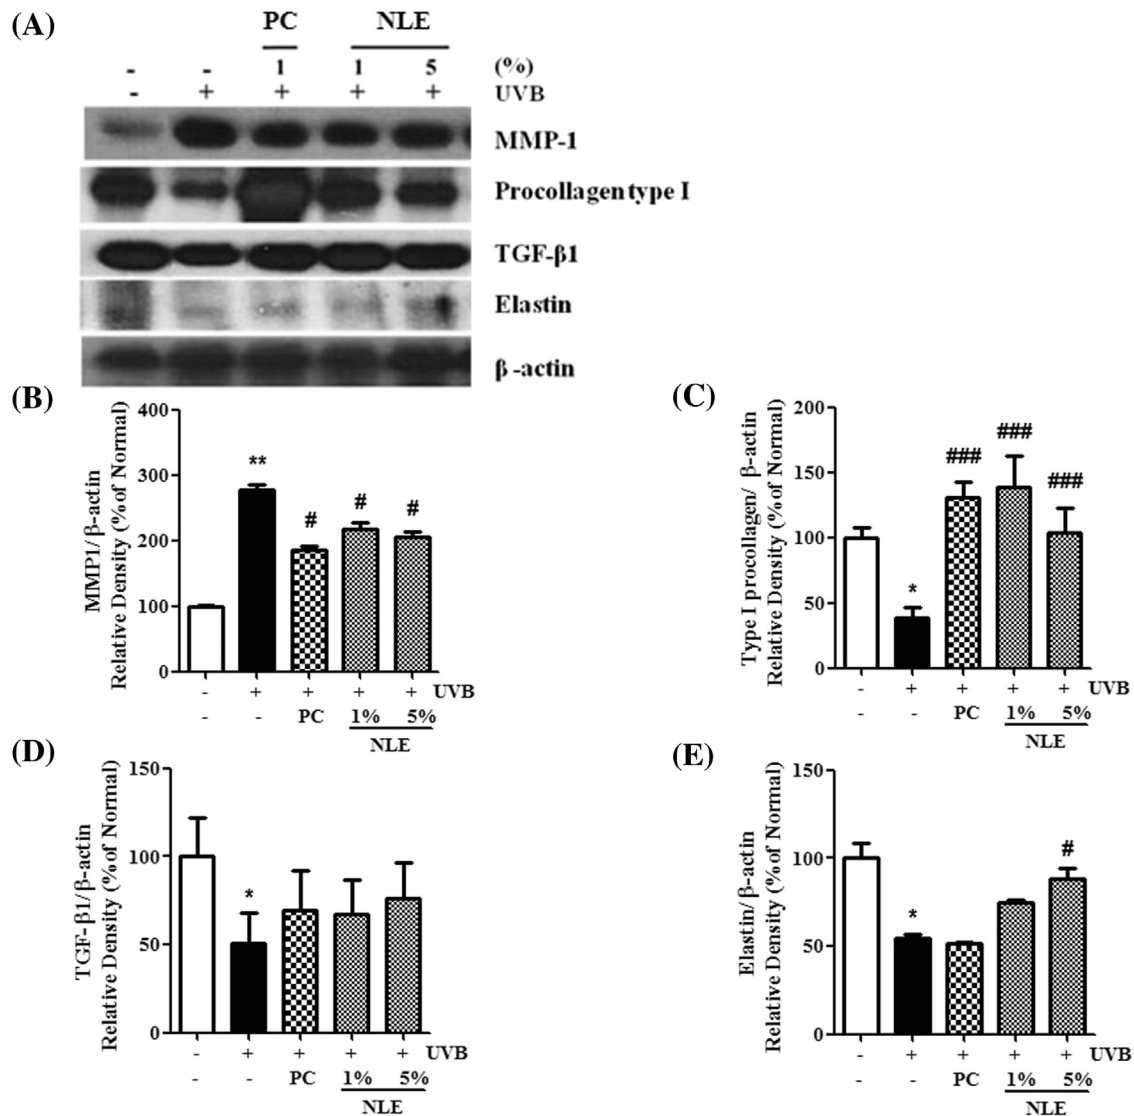 (A)
PC NLE
- - 1 1 5 (%)
- + + + + UVB
MMP-1
Procollagen type I
TGF-β1
Elastin
β-actin
(B)
MMP1/β-actin
Relative Density (% of Normal)
400
300
200
100
0
**
#
#
#
- + + + + UVB
- - PC 1% 5%
NLE
(C)
Type I procollagen/ β-actin
Relative Density (% of Normal)
200
150
100
50
0
*
###
###
###
- + + + + UVB
- - PC 1% 5%
NLE
(D)
TGF-β1/β-actin
Relative Density (% of Normal)
150
100
50
0
*
- + + + + UVB
- - PC 1% 5%
NLE
(E)
Elastin/β-actin
Relative Density (% of Normal)
150
100
50
0
*
#
- + + + + UVB
- - PC 1% 5%
NLE